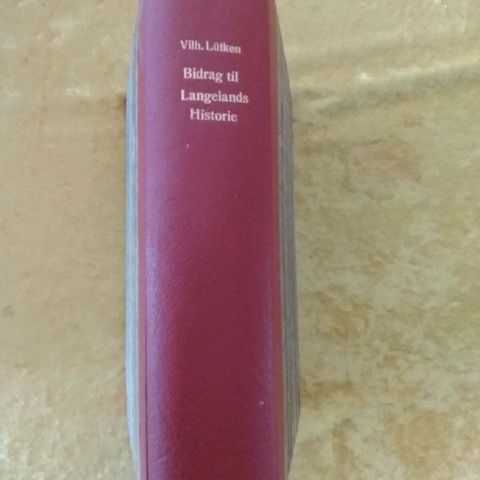 Vilh. Lütken
Bidrag til
Langelands
Historie